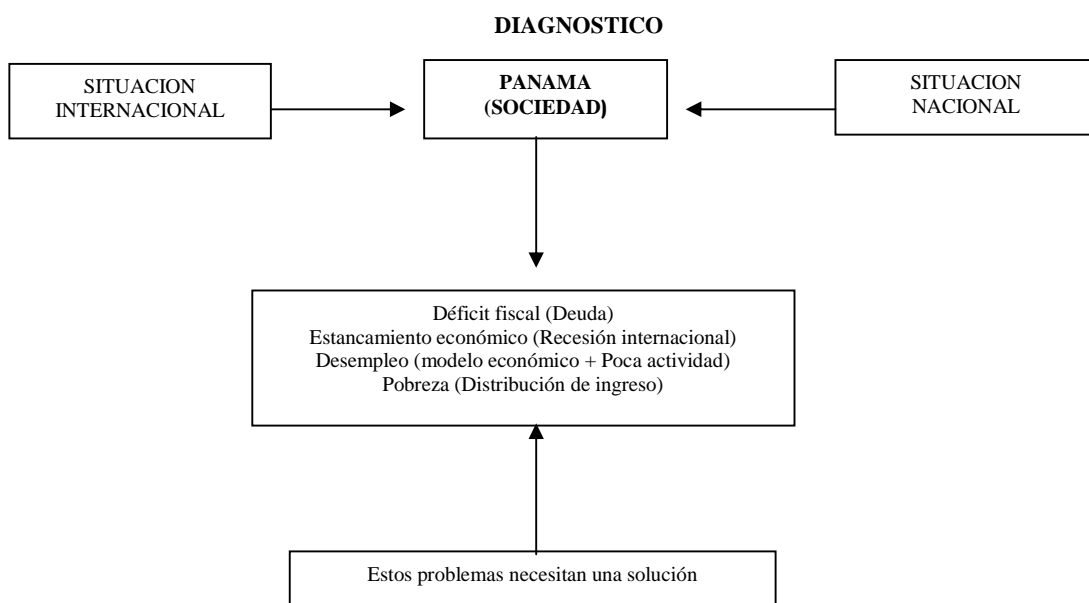 DIAGNOSTICO
SITUACION
INTERNACIONAL
PANAMA
(SOCIEDAD)
SITUACION
NACIONAL
Déficit fiscal (Deuda)
Estancamiento económico (Recesión internacional)
Desempleo (modelo económico + Poca actividad)
Pobreza (Distribución de ingreso)
Estos problemas necesitan una solución